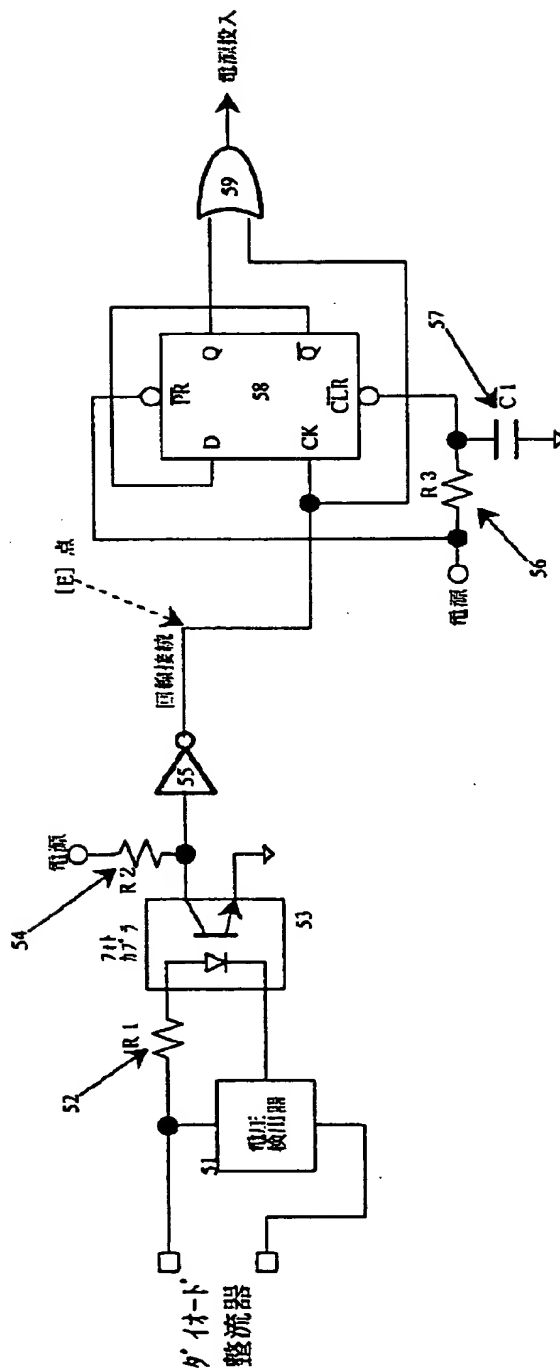 ダイオード
整流器
51
電圧
検出器
52
R1
フォト
カプラ
53
54
電源
R2
55
回線接続
[E] 点
PR
D
Q
58
CK
Q
CLR
59
電源投入
電源
R3
56
57
C1